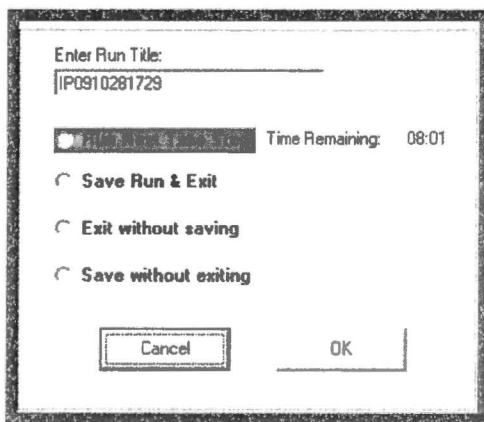 Enter Run Title:
IP0910281729
Time Remaining: 08:01
Save Run & Exit
Exit without saving
Save without exiting
Cancel OK